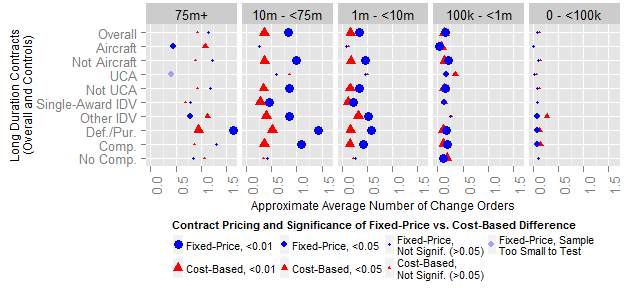 75m+ 10m - <75m 1m - <10m 100k - <1m 0 - <100k
Long Duration Contracts
(Overall and Controls)
Overall
Aircraft
Not Aircraft
UCA
Not UCA
Single-Award IDV
Other IDV
Def./Pur.
Comp.
No Comp.
0.0 0.5 1.0 1.5 0.0 0.5 1.0 1.5 0.0 0.5 1.0 1.5 0.0 0.5 1.0 1.5 0.0 0.5 1.0 1.5
Approximate Average Number of Change Orders
Contract Pricing and Significance of Fixed-Price vs. Cost-Based Difference
Fixed-Price, <0.01
Cost-Based, <0.01
Fixed-Price, <0.05
Cost-Based, <0.05
Fixed-Price,
Not Signif. (>0.05)
Cost-Based,
Not Signif. (>0.05)
Fixed-Price, Sample
Too Small to Test